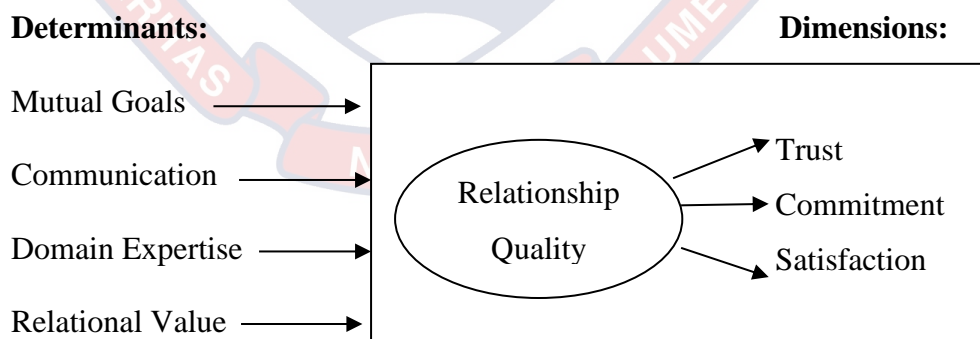 Determinants:
Dimensions:
Mutual Goals
Communication
Domain Expertise
Relational Value
Relationship
Quality
Trust
Commitment
Satisfaction